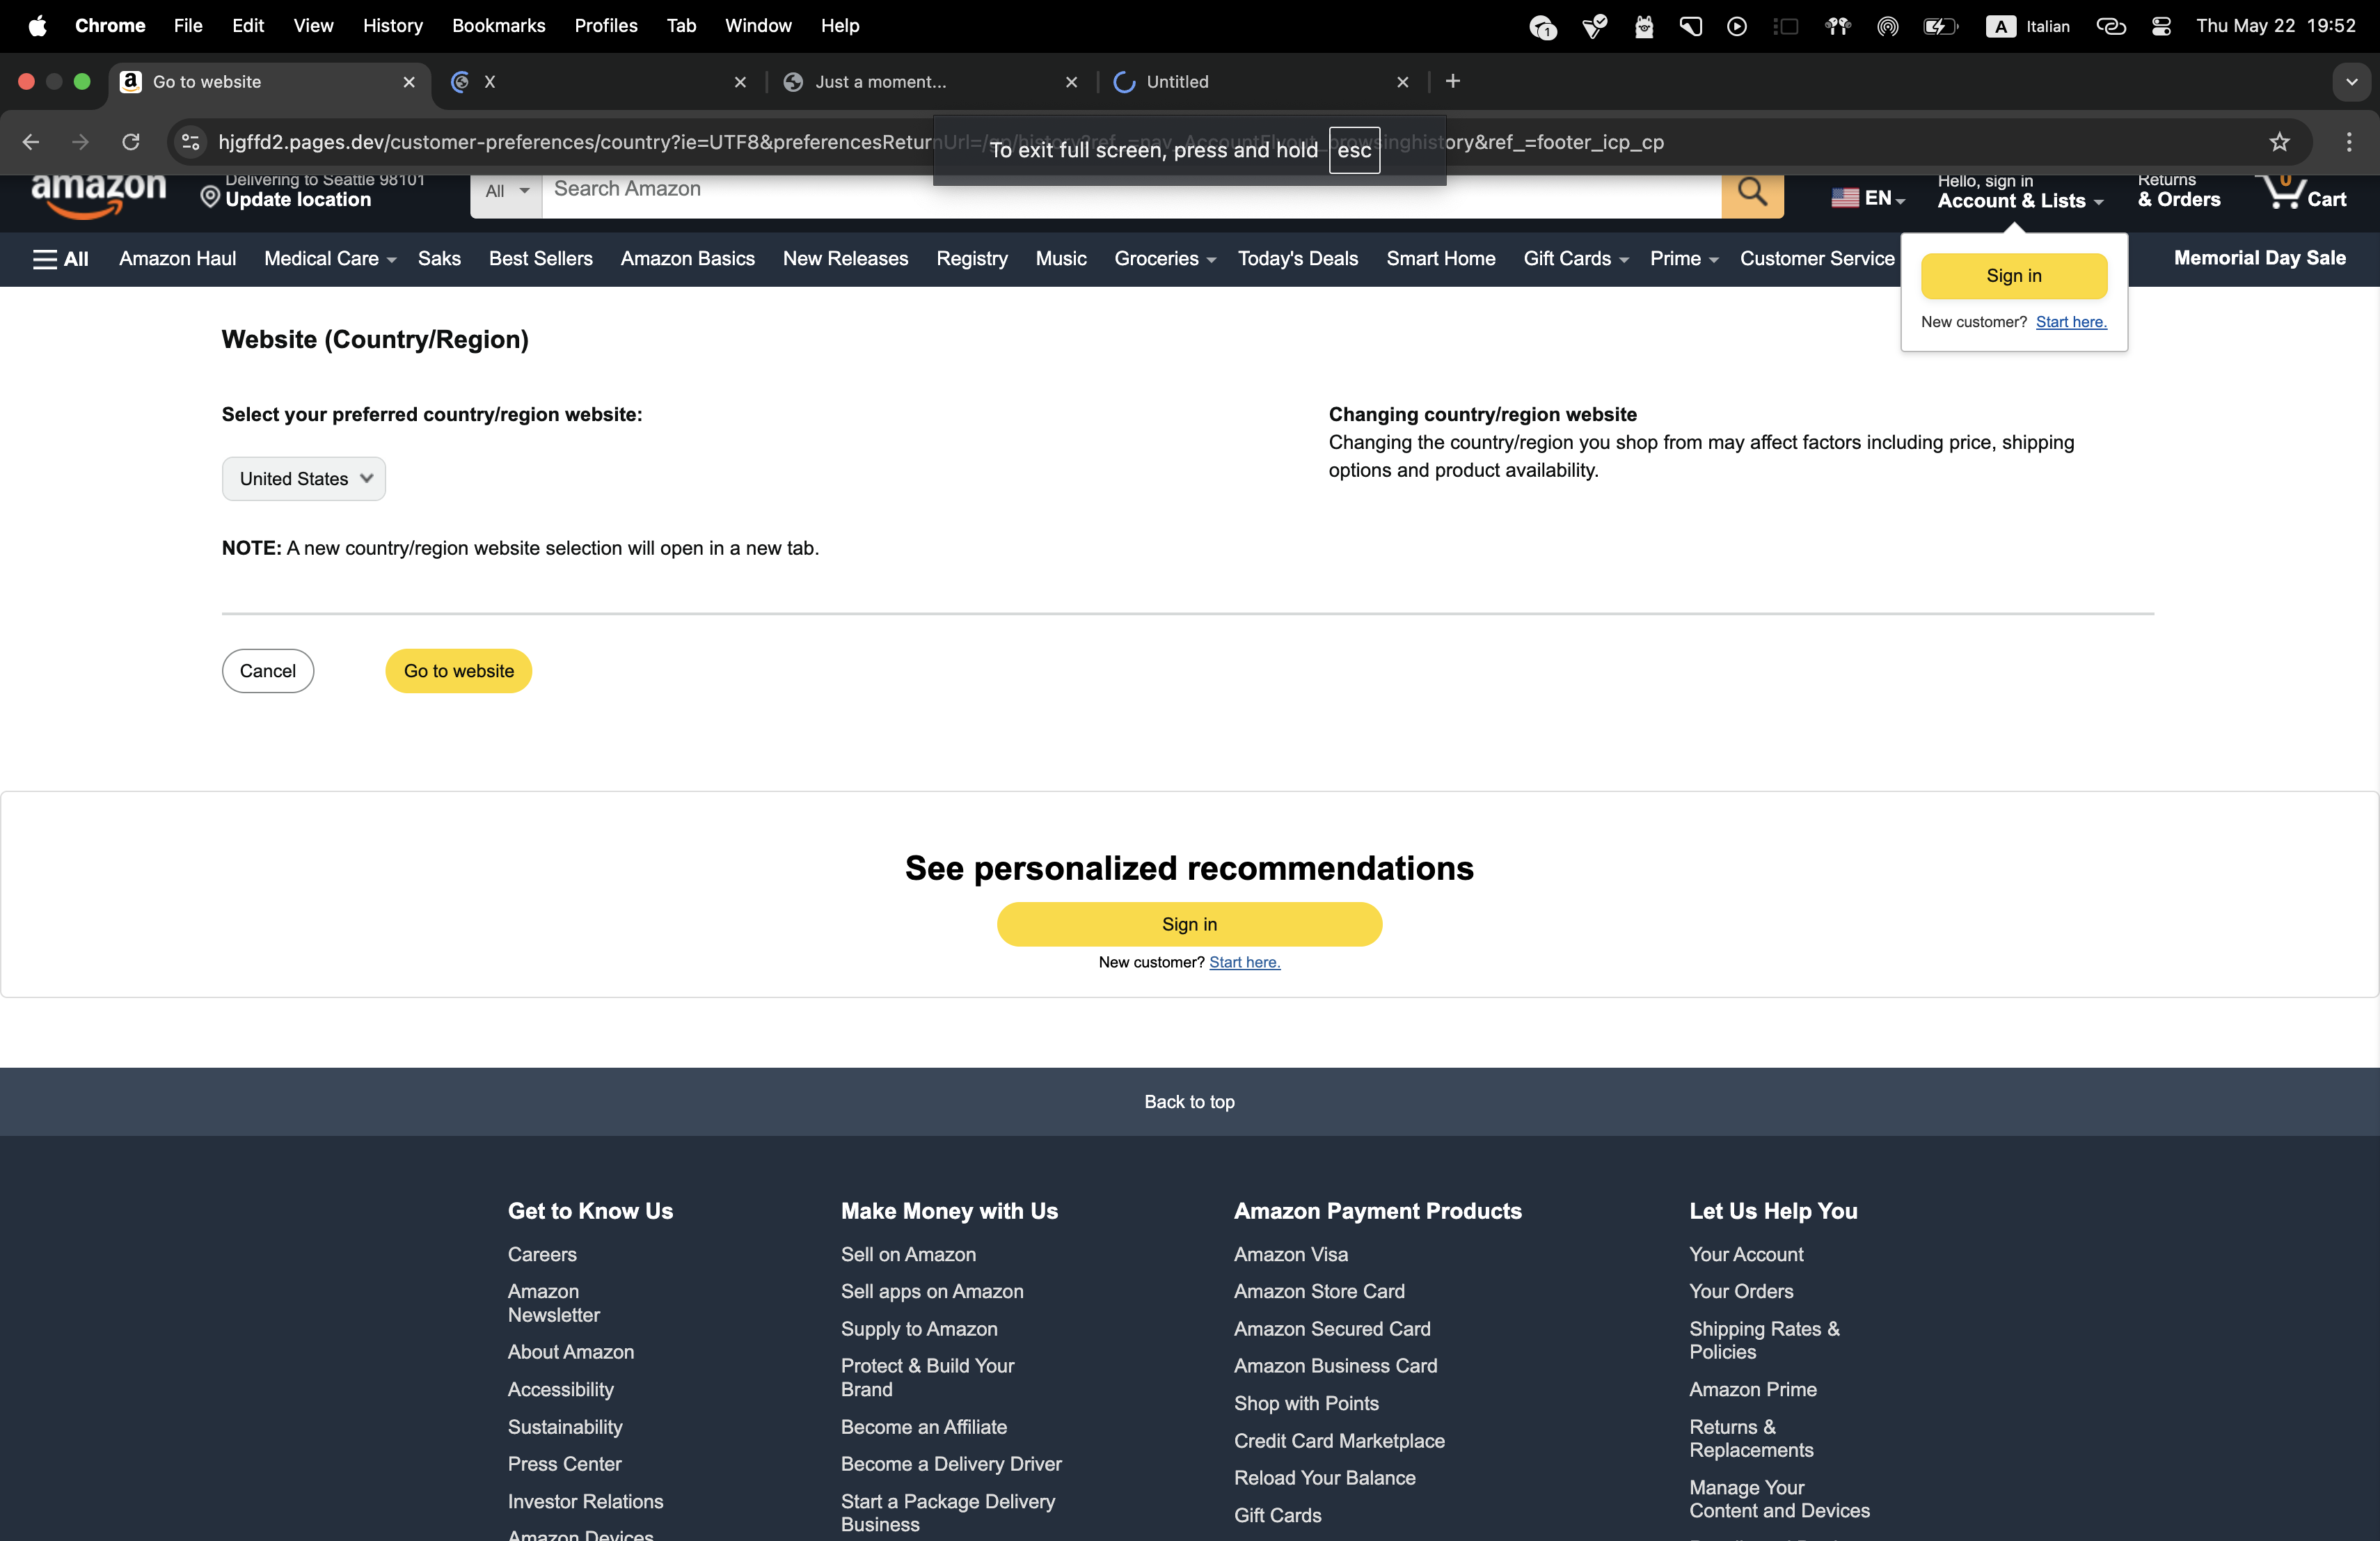 Chrome File Edit View History Bookmarks Profiles Tab Window Help
1 A Italian Thu May 22 19:52
Go to website
X
Just a moment...
Untitled
hjgffd2.pages.dev/customer-preferences/country?ie=UTF8&preferencesReturnUrl=/gp/history?ref_=nav_AccountFlyout_browsinghistory&ref_=footer_icp_cp
To exit full screen, press and hold esc
amazon
Delivering to Seattle 98101
Update location
All
Search Amazon
EN
Hello, sign in
Account & Lists
Returns
& Orders
0
Cart
All Amazon Haul Medical Care Saks Best Sellers Amazon Basics New Releases Registry Music Groceries Today's Deals Smart Home Gift Cards Prime Customer Service
Memorial Day Sale
Sign in
New customer? Start here.
Website (Country/Region)
Select your preferred country/region website:
United States
NOTE: A new country/region website selection will open in a new tab.
Changing country/region website
Changing the country/region you shop from may affect factors including price, shipping
options and product availability.
Cancel
Go to website
See personalized recommendations
Sign in
New customer? Start here.
Back to top
Get to Know Us
Careers
Amazon
Newsletter
About Amazon
Accessibility
Sustainability
Press Center
Investor Relations
Amazon Devices
Make Money with Us
Sell on Amazon
Sell apps on Amazon
Supply to Amazon
Protect & Build Your
Brand
Become an Affiliate
Become a Delivery Driver
Start a Package Delivery
Business
Amazon Payment Products
Amazon Visa
Amazon Store Card
Amazon Secured Card
Amazon Business Card
Shop with Points
Credit Card Marketplace
Reload Your Balance
Gift Cards
Let Us Help You
Your Account
Your Orders
Shipping Rates &
Policies
Amazon Prime
Returns &
Replacements
Manage Your
Content and Devices